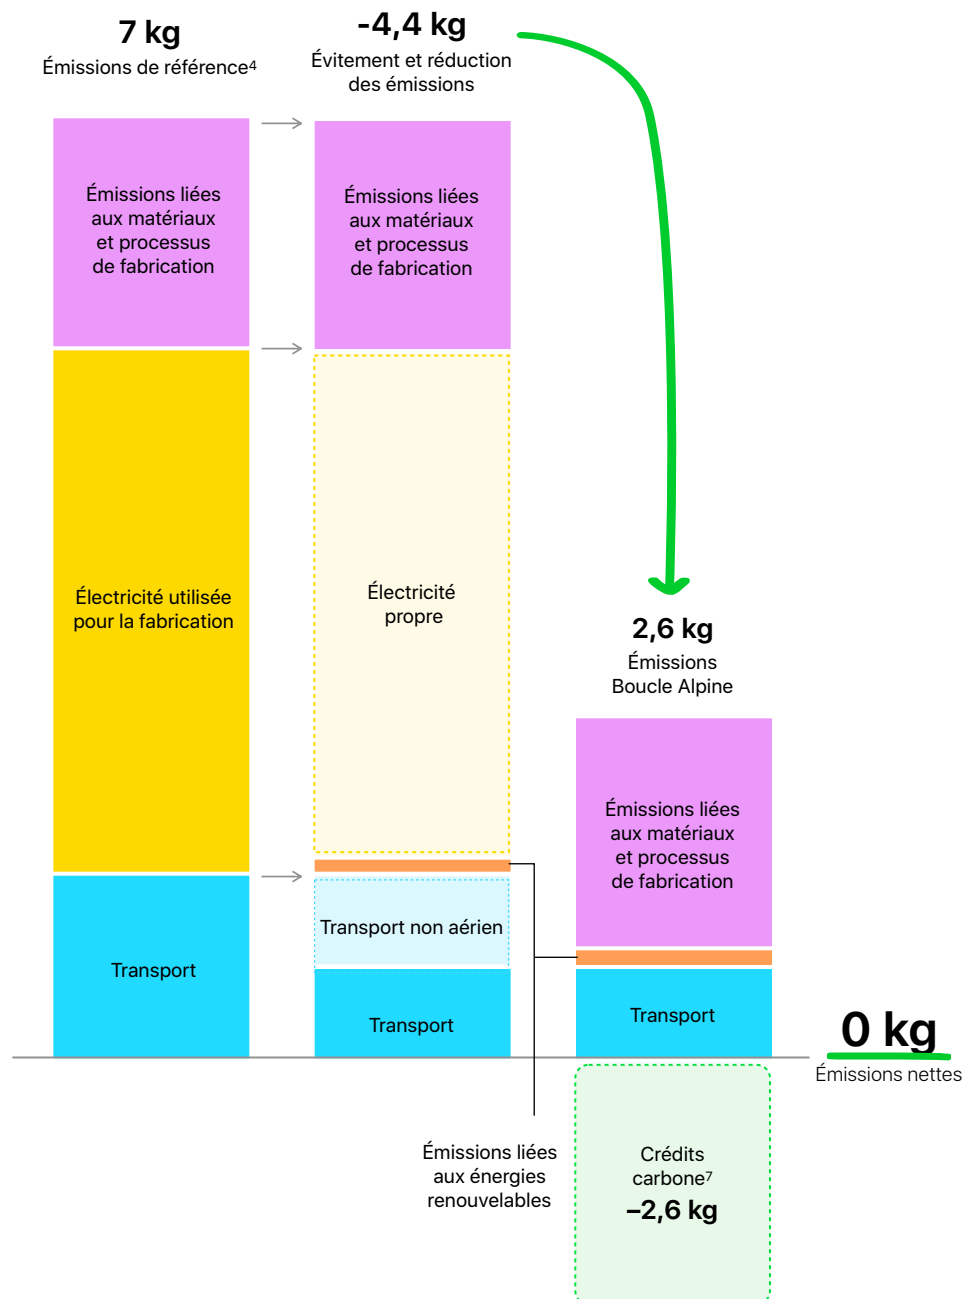 7 kg
Émissions de référence⁴
-4,4 kg
Évitement et réduction
des émissions
Émissions liées
aux matériaux
et processus
de fabrication
Électricité utilisée
pour la fabrication
Transport
Émissions liées
aux matériaux
et processus
de fabrication
Électricité
propre
Transport non aérien
Transport
Émissions liées
aux énergies
renouvelables
2,6 kg
Émissions
Boucle Alpine
Émissions liées
aux matériaux
et processus
de fabrication
Transport
Crédits
carbone⁷
–2,6 kg
0 kg
Émissions nettes